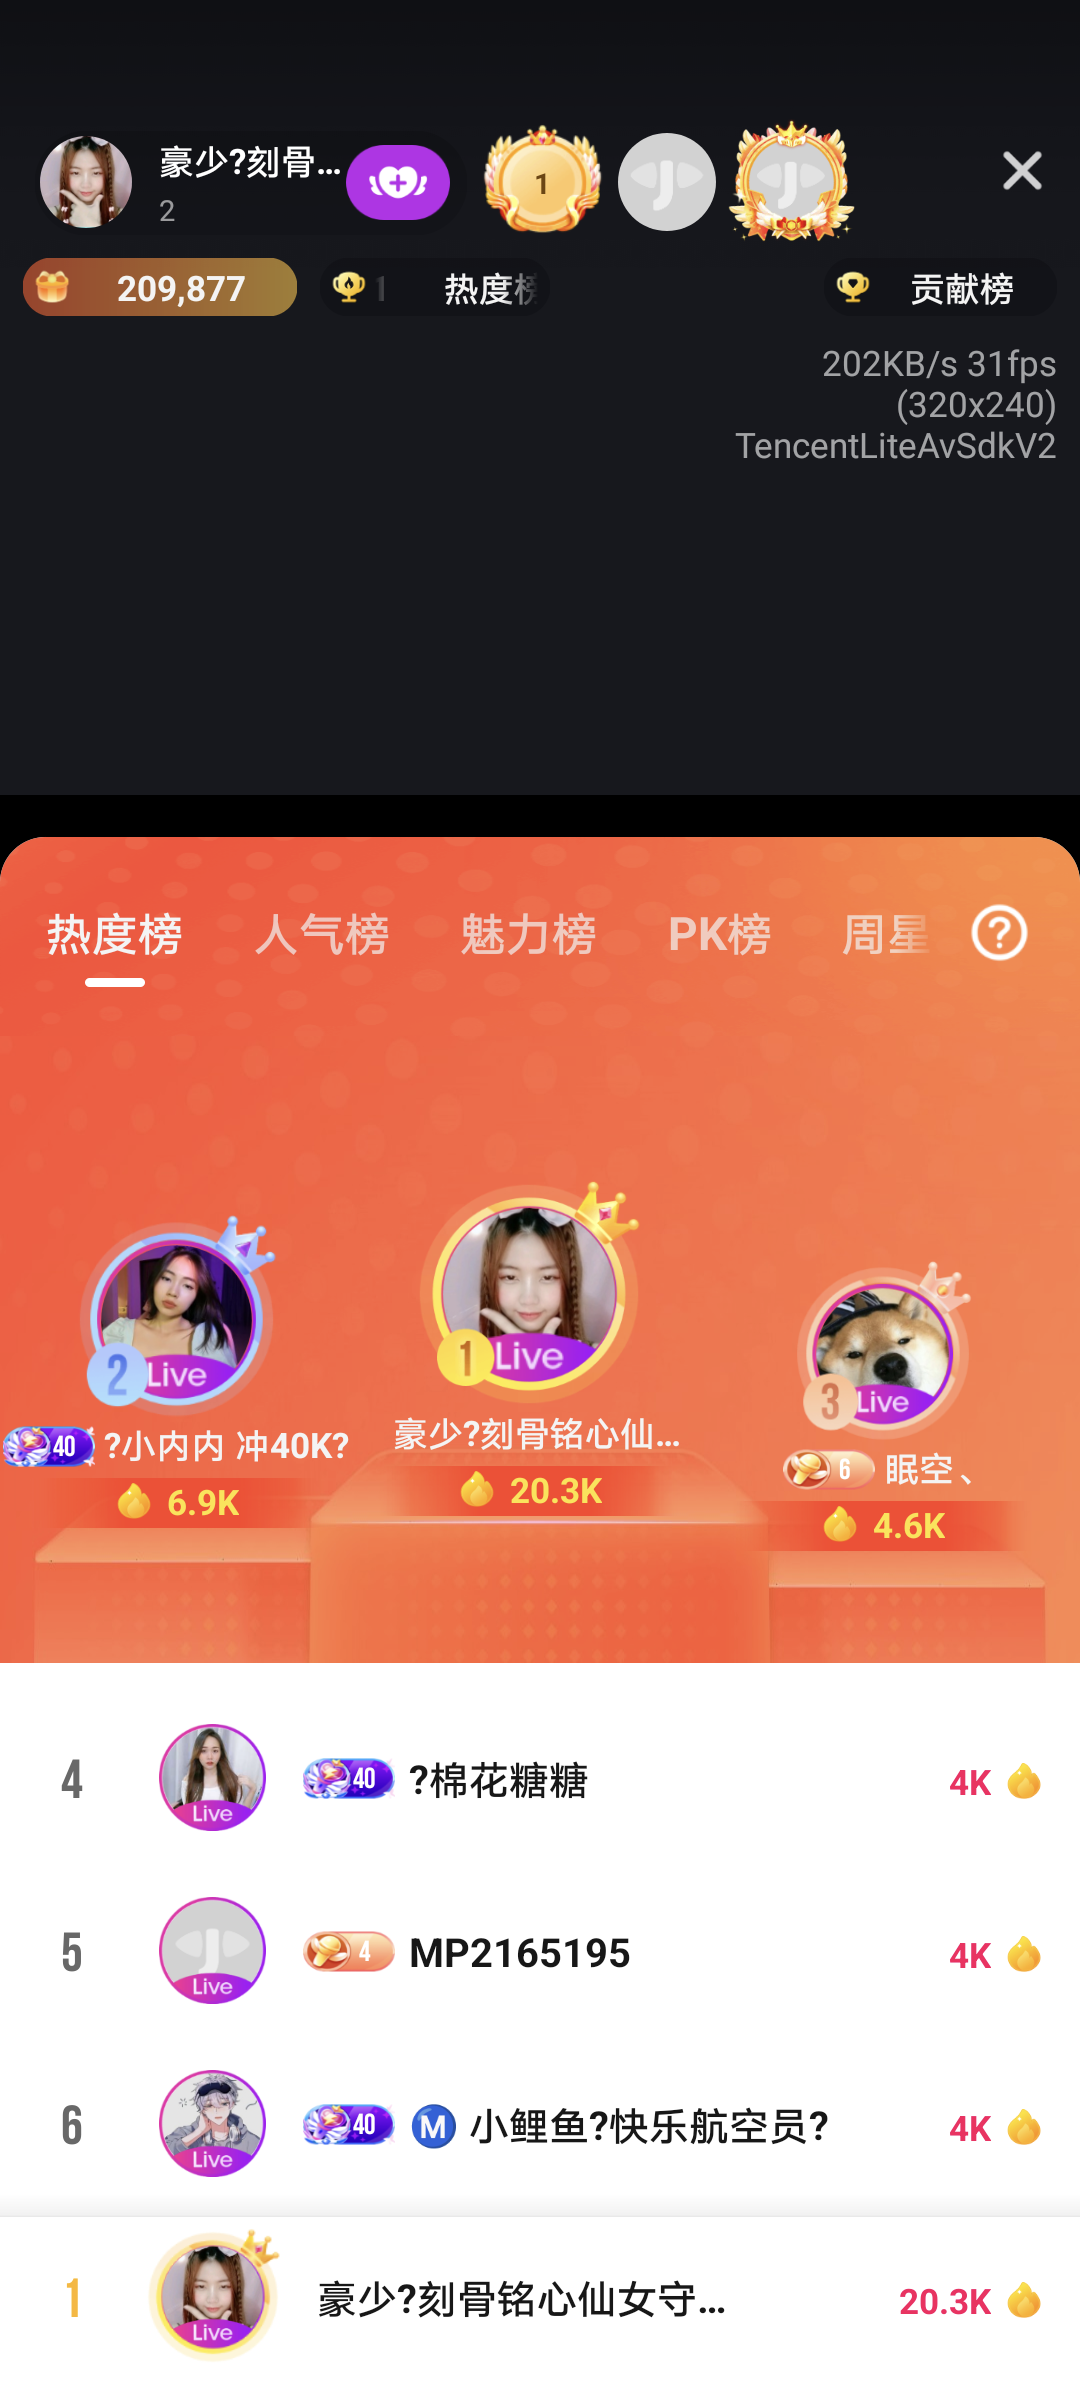 豪少?刻骨...
2
1
209,877
1 热度榜
贡献榜
202KB/s 31fps
(320x240)
TencentLiteAvSdkV2
热度榜 人气榜 魅力榜 PK榜 周星
?
1 Live
豪少?刻骨铭心仙...
20.3K
2 Live
40 ?小内内 冲40K?
6.9K
3 Live
6 眠空、
4.6K
4 Live 40 ?棉花糖糖 4K
5 Live 4 MP2165195 4K
6 Live 40 M 小鲤鱼?快乐航空员? 4K
1 Live 豪少?刻骨铭心仙女守... 20.3K